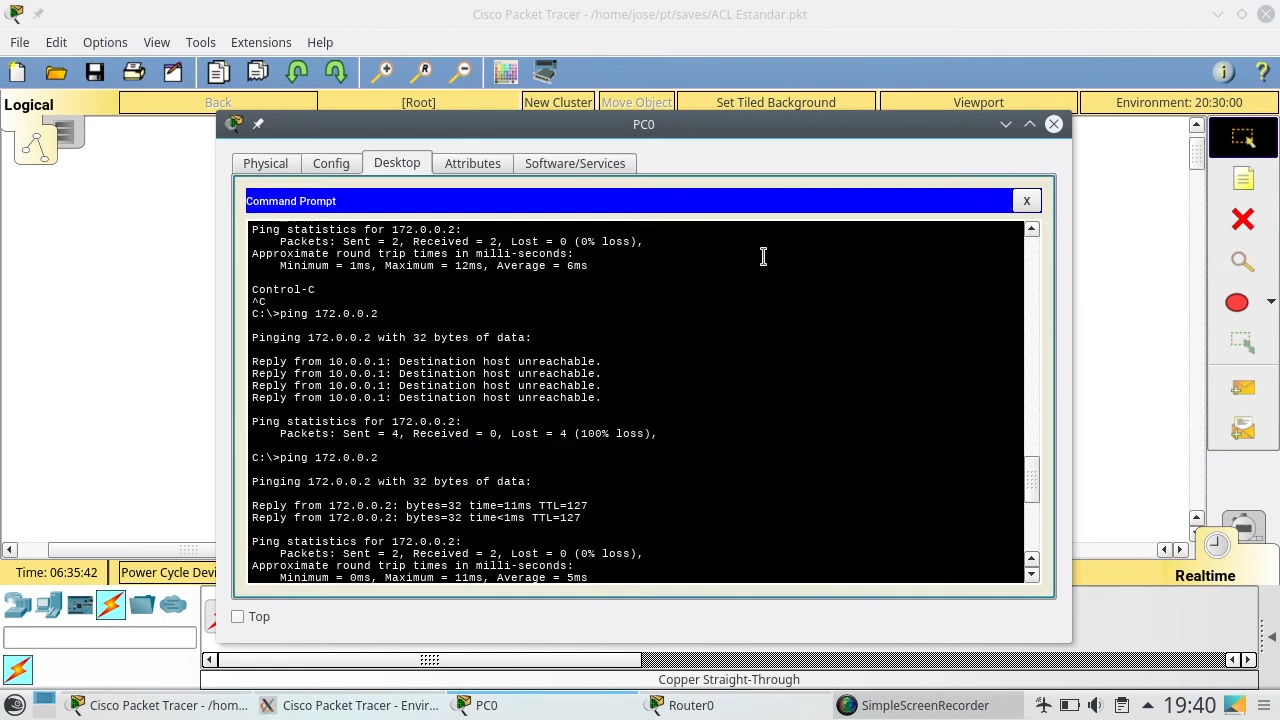 Cisco Packet Tracer - /home/jose/pt/saves/ACL Estandar.pkt
File Edit Options View Tools Extensions Help
Logical
Back
[Root]
New Cluster
Move Object
Set Tiled Background
Viewport
Environment: 20:30:00
PC0
Physical
Config
Desktop
Attributes
Software/Services
Command Prompt
X
Ping statistics for 172.0.0.2:
Packets: Sent = 2, Received = 2, Lost = 0 (0% loss),
Approximate round trip times in milli-seconds:
Minimum = 1ms, Maximum = 12ms, Average = 6ms
Control-C
^C
C:\>ping 172.0.0.2
Pinging 172.0.0.2 with 32 bytes of data:
Reply from 10.0.0.1: Destination host unreachable.
Reply from 10.0.0.1: Destination host unreachable.
Reply from 10.0.0.1: Destination host unreachable.
Reply from 10.0.0.1: Destination host unreachable.
Ping statistics for 172.0.0.2:
Packets: Sent = 4, Received = 0, Lost = 4 (100% loss),
C:\>ping 172.0.0.2
Pinging 172.0.0.2 with 32 bytes of data:
Reply from 172.0.0.2: bytes=32 time=11ms TTL=127
Reply from 172.0.0.2: bytes=32 time<1ms TTL=127
Ping statistics for 172.0.0.2:
Packets: Sent = 2, Received = 2, Lost = 0 (0% loss),
Approximate round trip times in milli-seconds:
Minimum = 0ms, Maximum = 11ms, Average = 5ms
Top
Time: 06:35:42
Power Cycle Devi
Realtime
Copper Straight-Through
Cisco Packet Tracer - /hom...
Cisco Packet Tracer - Envir...
PC0
Router0
SimpleScreenRecorder
19:40